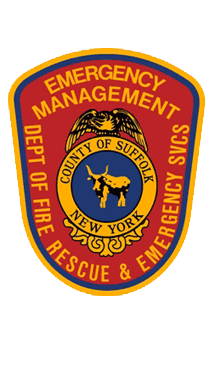 EMERGENCY
MANAGEMENT
COUNTY OF SUFFOLK
NEW YORK
DEPT OF FIRE RESCUE & EMERGENCY SVCS